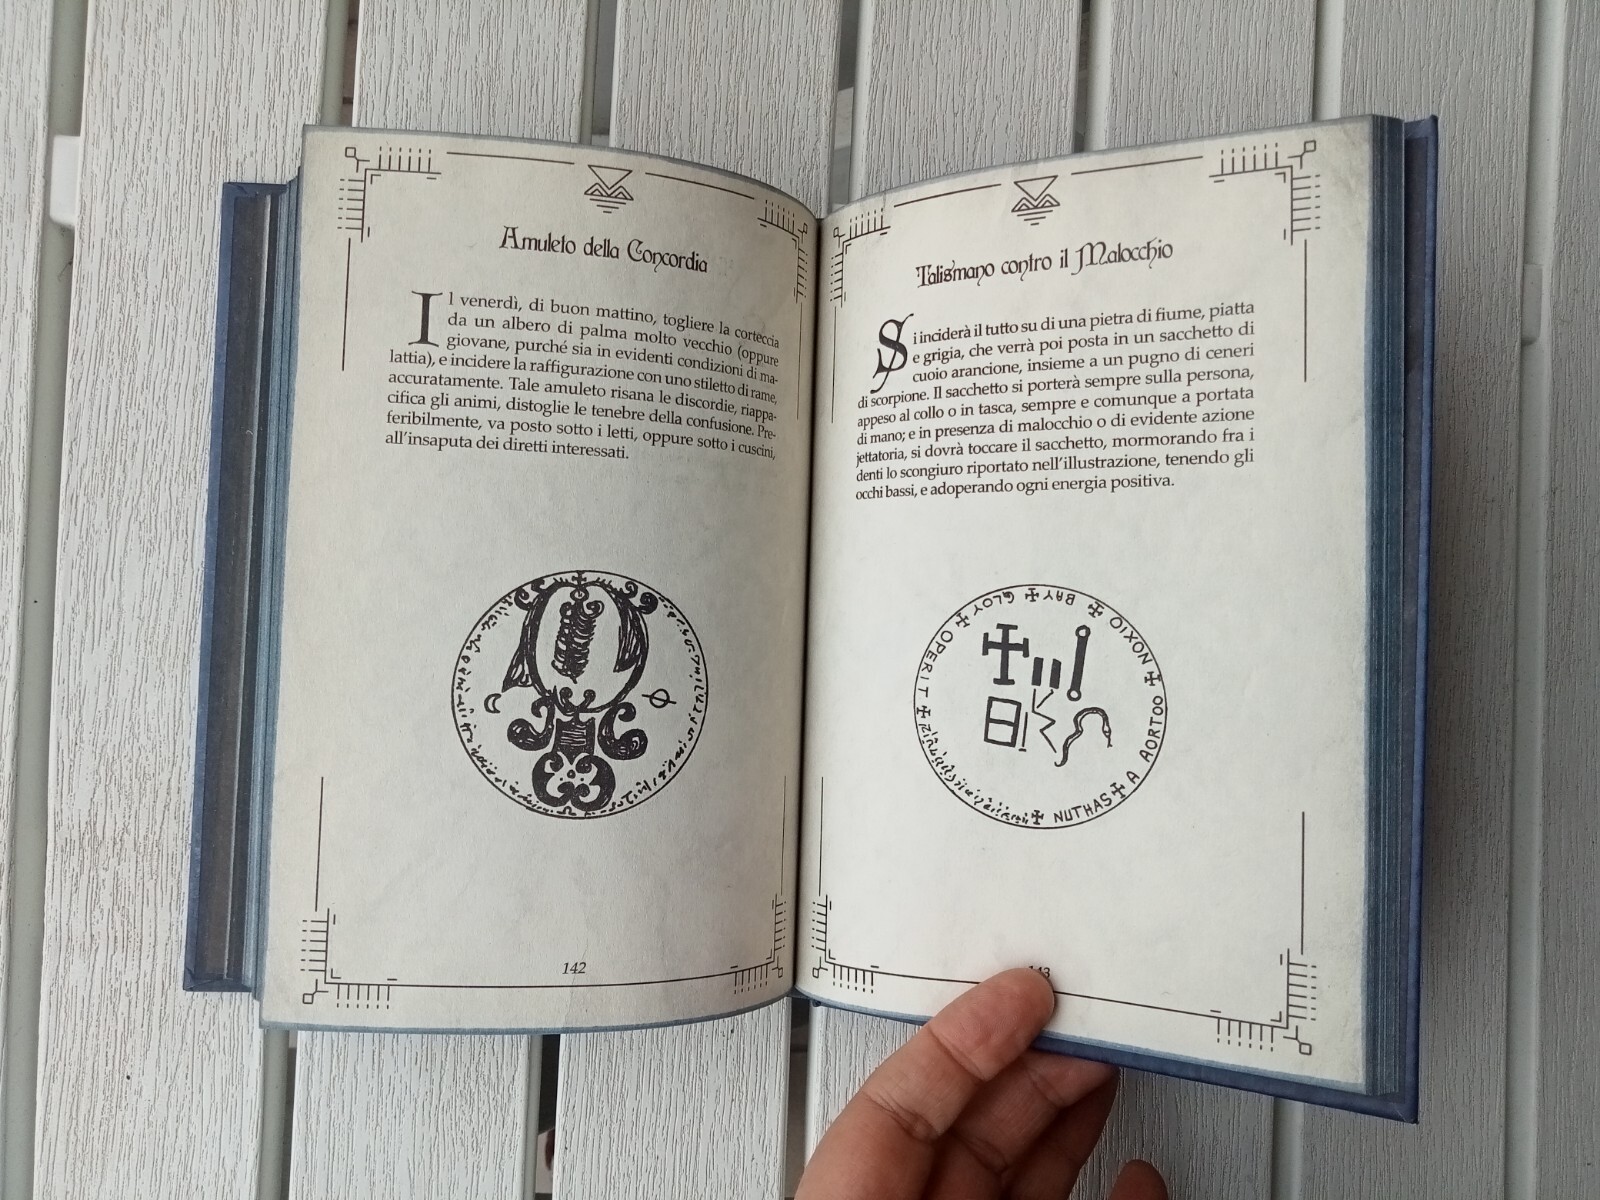 Amuleto della Concordia
Il venerdì, di buon mattino, togliere la corteccia
da un albero di palma molto vecchio (oppure
giovane, purché sia in evidenti condizioni di ma-
lattia), e incidere la raffigurazione con uno stiletto di rame,
accuratamente. Tale amuleto risana le discordie, riappa-
cifica gli animi, distoglie le tenebre della confusione. Pre-
feribilmente, va posto sotto i letti, oppure sotto i cuscini,
all'insaputa dei diretti interessati.
142
Talismano contro il Malocchio
Si inciderà il tutto su di una pietra di fiume, piatta
e grigia, che verrà poi posta in un sacchetto di
cuoio arancione, insieme a un pugno di ceneri
di scorpione. Il sacchetto si porterà sempre sulla persona,
appeso al collo o in tasca, sempre e comunque a portata
di mano; e in presenza di malocchio o di evidente azione
jettatoria, si dovrà toccare il sacchetto, mormorando fra i
denti lo scongiuro riportato nell'illustrazione, tenendo gli
occhi bassi, e adoperando ogni energia positiva.
OPERIT ✠ GLOY ✠ BAY ✠ NOXIO ✠ A AORTOO ✠ NUTHAS
143